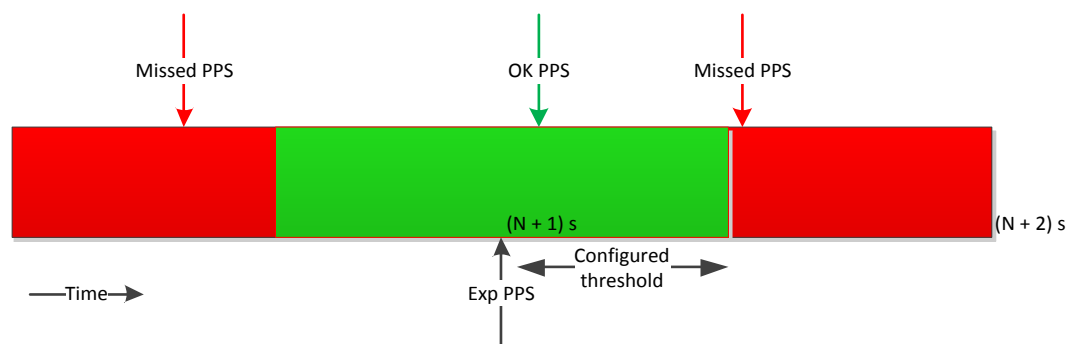 Missed PPS
OK PPS
Missed PPS
(N + 1) s
(N + 2) s
Configured
threshold
Time
Exp PPS